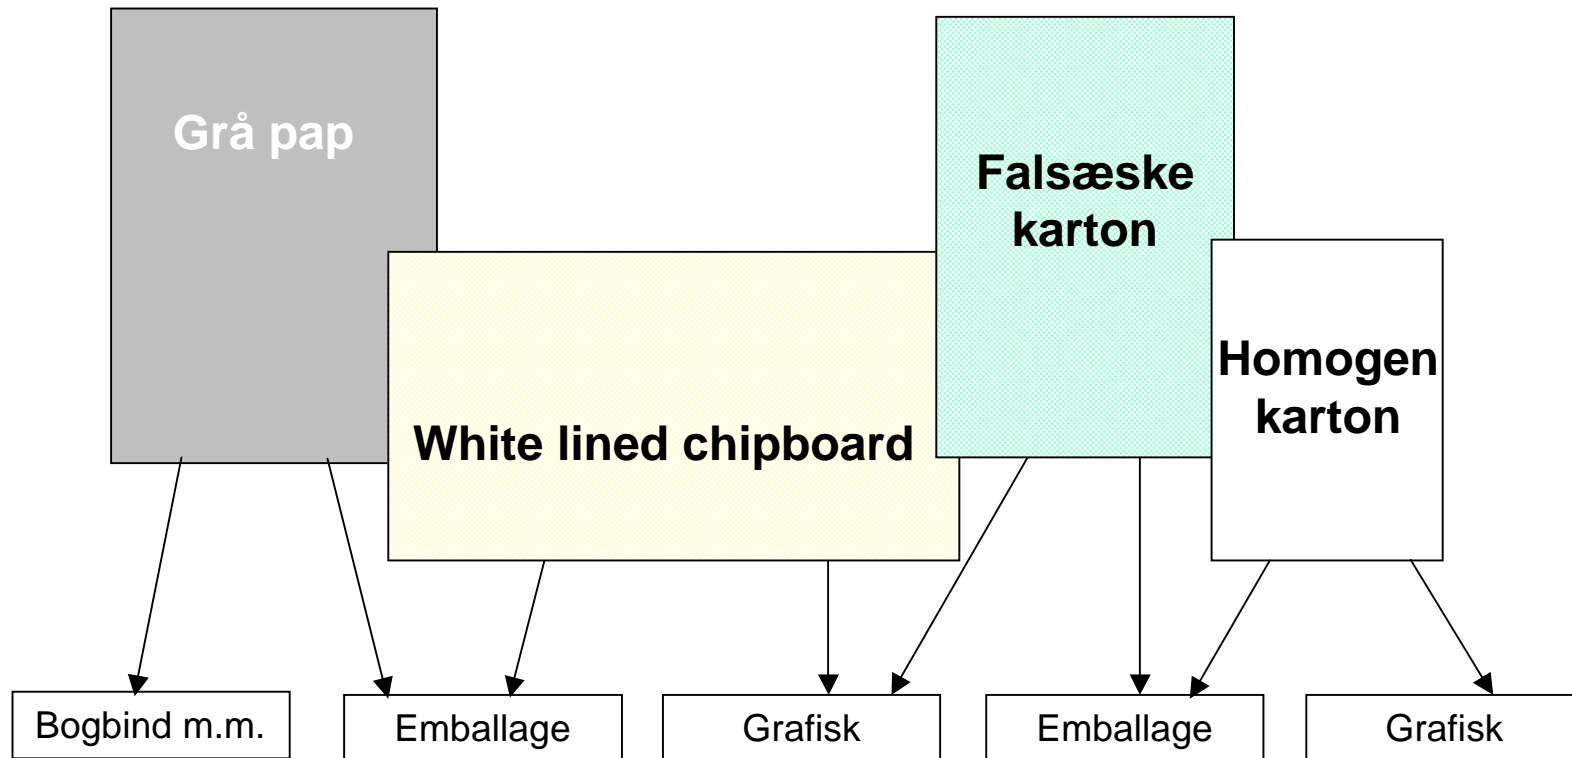 Grå pap
White lined chipboard
Falsæske
karton
Homogen
karton
Bogbind m.m.
Emballage
Grafisk
Emballage
Grafisk